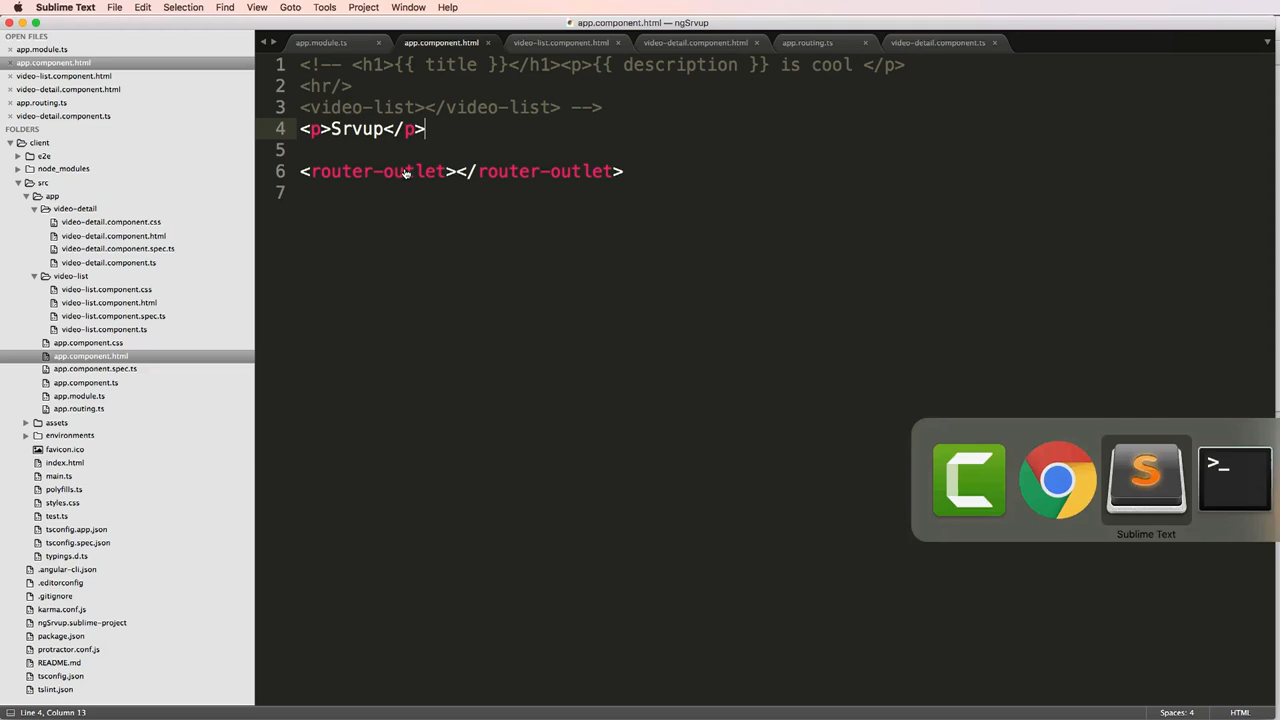 Sublime Text File Edit Selection Find View Goto Tools Project Window Help
app.component.html — ngSrvup
OPEN FILES
app.module.ts
app.component.html
video-list.component.html
video-detail.component.html
app.routing.ts
video-detail.component.ts
FOLDERS
client
e2e
node_modules
src
app
video-detail
video-detail.component.css
video-detail.component.html
video-detail.component.spec.ts
video-detail.component.ts
video-list
video-list.component.css
video-list.component.html
video-list.component.spec.ts
video-list.component.ts
app.component.css
app.component.html
app.component.spec.ts
app.component.ts
app.module.ts
app.routing.ts
assets
environments
favicon.ico
index.html
main.ts
polyfills.ts
styles.css
test.ts
tsconfig.app.json
tsconfig.spec.json
typings.d.ts
.angular-cli.json
.editorconfig
.gitignore
karma.conf.js
ngSrvup.sublime-project
package.json
protractor.conf.js
README.md
tsconfig.json
tslint.json
app.module.ts app.component.html video-list.component.html video-detail.component.html app.routing.ts video-detail.component.ts
1 <!-- <h1>{{ title }}</h1><p>{{ description }} is cool </p>
2 <hr/>
3 <video-list></video-list> -->
4 <p>Srvup</p>
5
6 <router-outlet></router-outlet>
7
Sublime Text
Line 4, Column 13 Spaces: 4 HTML